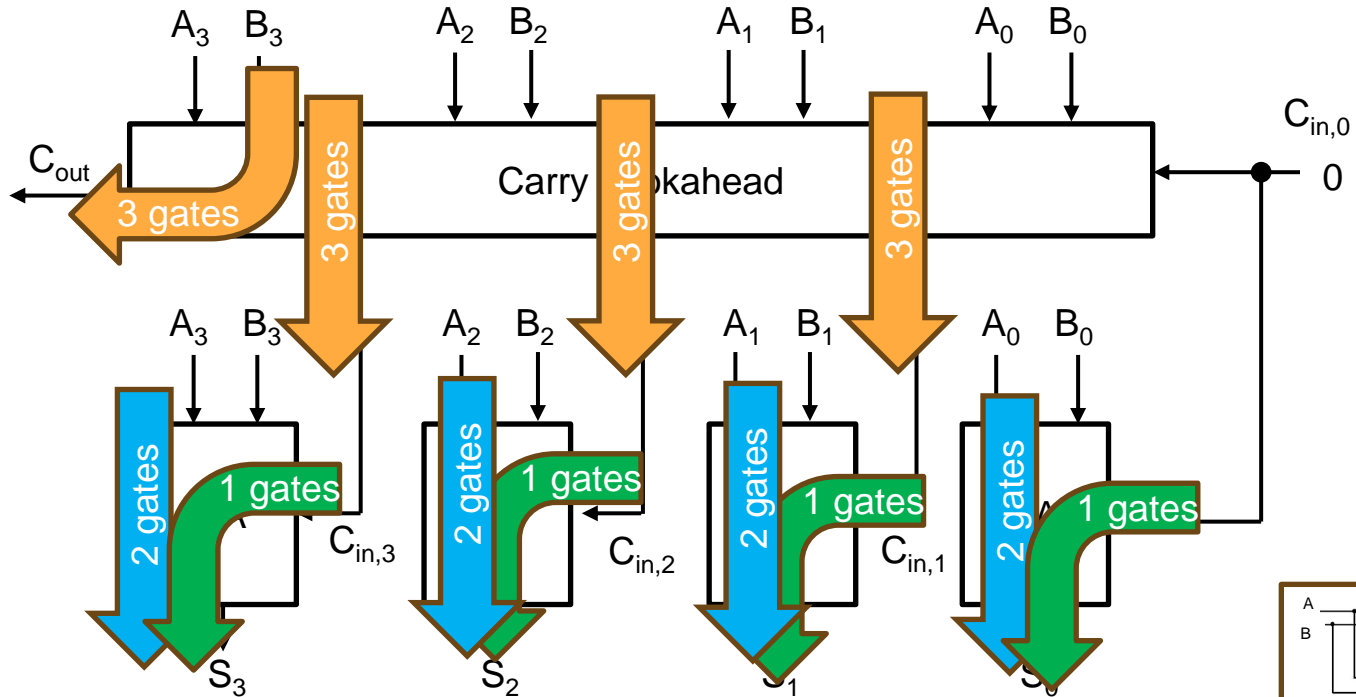 A3 B3 A2 B2 A1 B1 A0 B0
Cin,0
Cout
Carry okahead
0
3 gates
3 gates
3 gates
3 gates
A3 B3 A2 B2 A1 B1 A0 B0
2 gates
1 gates
2 gates
1 gates
2 gates
1 gates
2 gates
1 gates
Cin,3
Cin,2
Cin,1
S3 S2 S1 S0
A
B